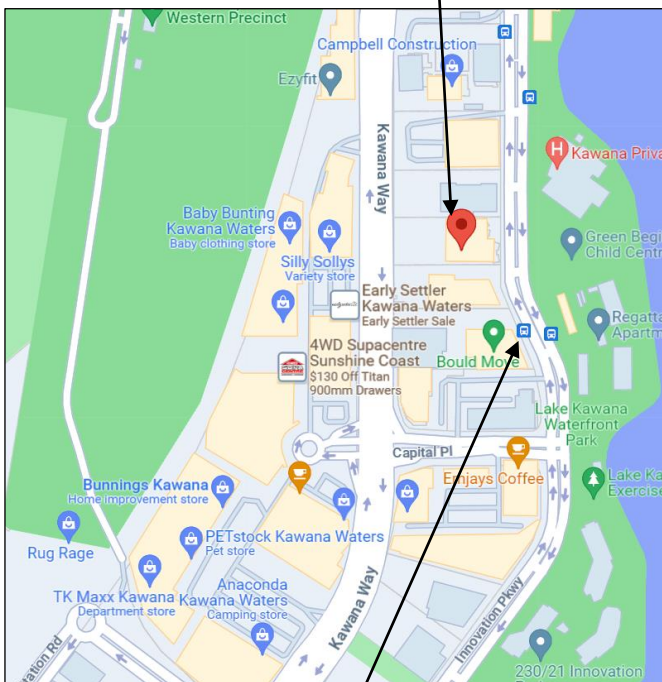 Western Precinct
Campbell Construction
Ezyfit
Kawana Way
Kawana Priva
Baby Bunting
Kawana Waters
Baby clothing store
Silly Sollys
Variety store
Green Begi
Child Centr
Early Settler
Kawana Waters
Early Settler Sale
Regatta
Apartm
4WD Supacentre
Sunshine Coast
$130 Off Titan
900mm Drawers
Bould Move
Lake Kawana
Waterfront
Park
Capital Pl
Emjays Coffee
Bunnings Kawana
Home improvement store
Lake Ka
Exercise
PETstock Kawana Waters
Pet store
Rug Rage
TK Maxx Kawana
Department store
Anaconda
Kawana Waters
Camping store
Kawana Way
Innovation Pkwy
tation Rd
230/21 Innovation